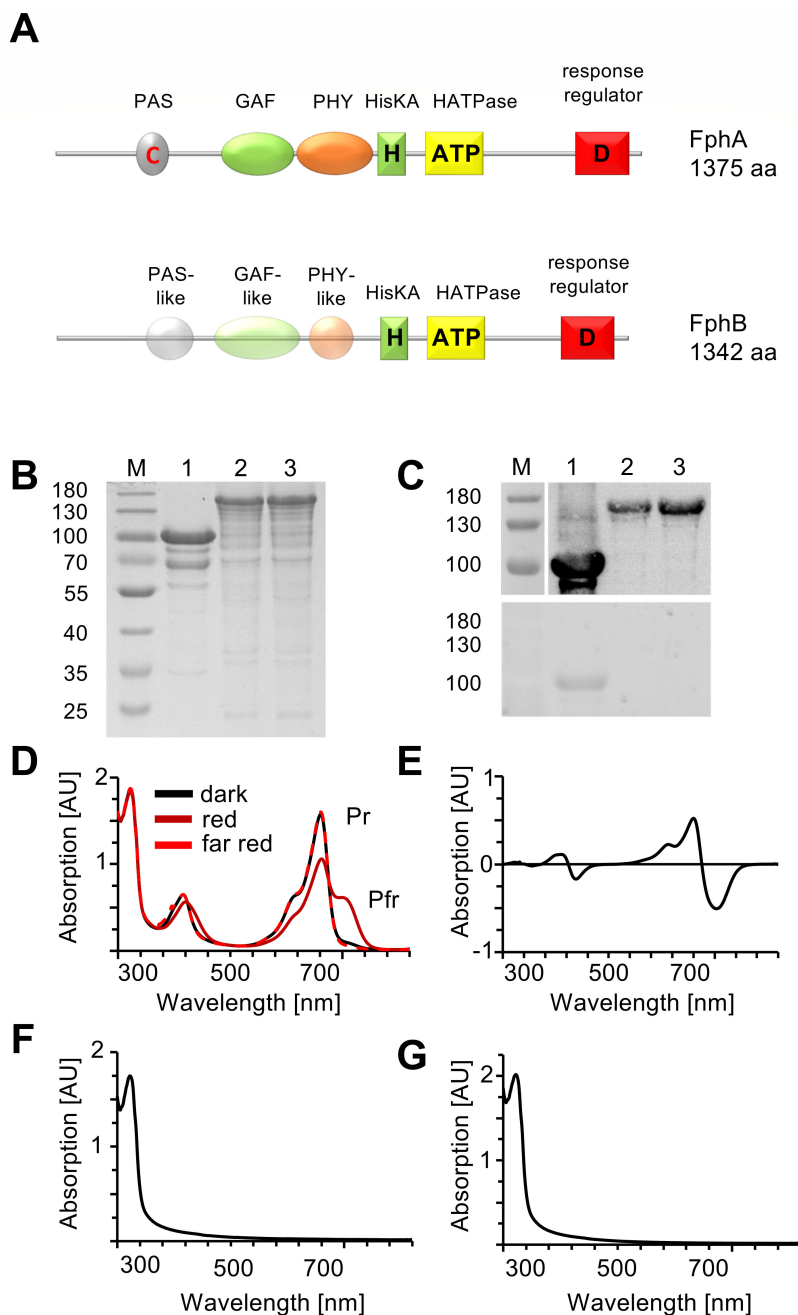 A
response
PAS GAF PHY HisKA HATPase regulator
C H ATP D
FphA
1375 aa
PAS-
like
GAF-
like
PHY-
like
HisKA HATPase
response
regulator
H ATP D
FphB
1342 aa
B
M 1 2 3
180
130
100
70
55
40
35
25
C
M 1 2 3
180
130
100
180
130
100
D
Absorption [AU]
2
1
dark
red
far red
Pr
Pfr
300 500 700
Wavelength [nm]
E
Absorption [AU]
1
0
-1
300 500 700
Wavelength [nm]
F
Absorption [AU]
2
1
300 500 700
Wavelength [nm]
G
Absorption [AU]
2
1
300 500 700
Wavelength [nm]